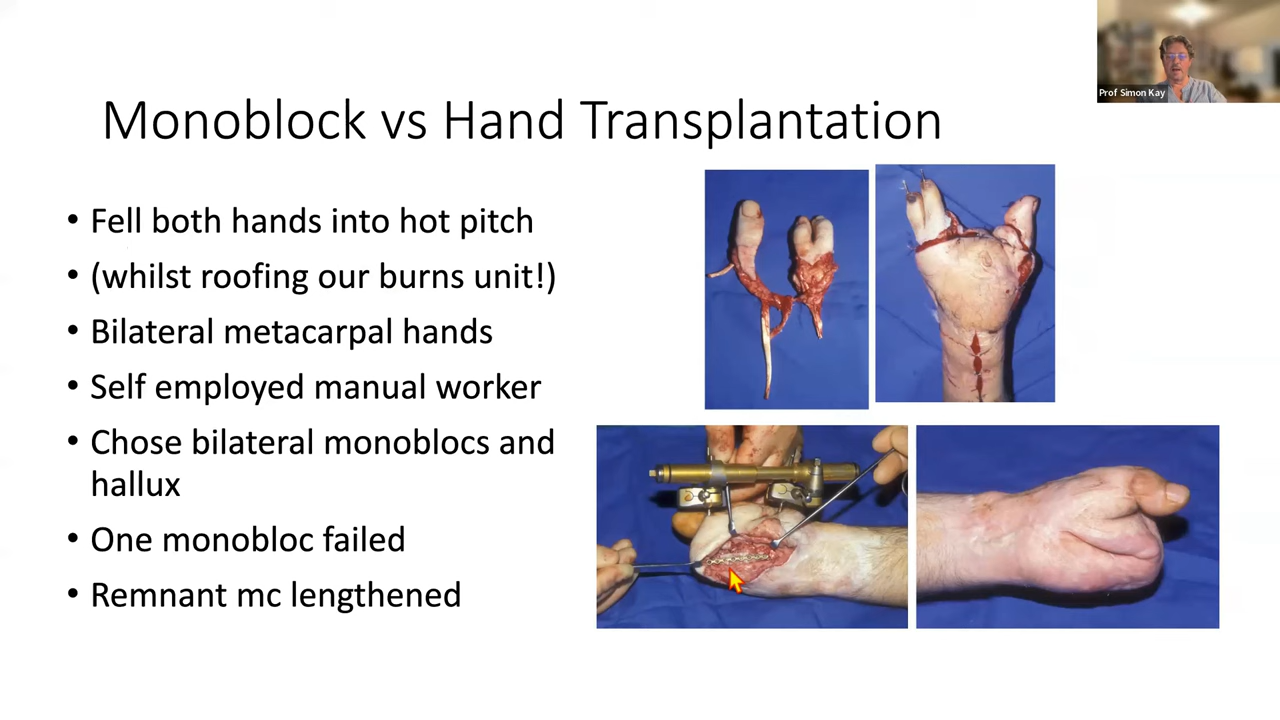 Prof Simon Kay
Monoblock vs Hand Transplantation
• Fell both hands into hot pitch
• (whilst roofing our burns unit!)
• Bilateral metacarpal hands
• Self employed manual worker
• Chose bilateral monoblocs and
hallux
• One monobloc failed
• Remnant mc lengthened